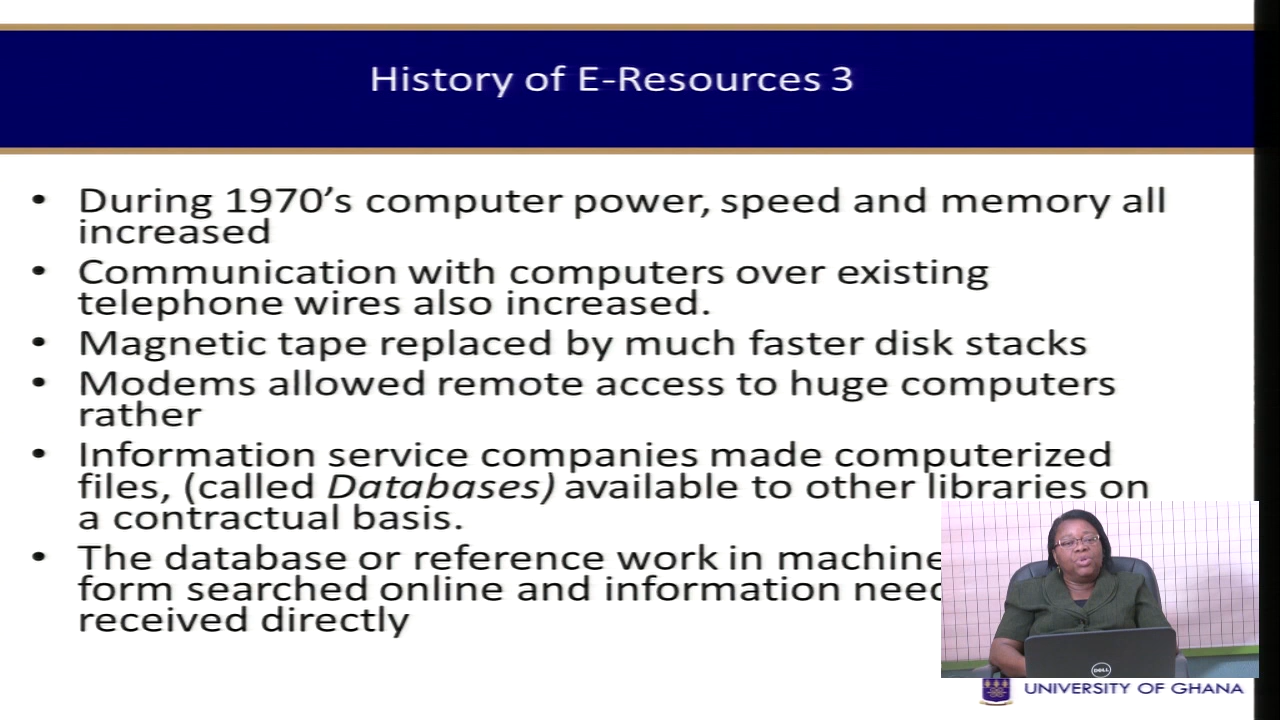 History of E-Resources 3
• During 1970's computer power, speed and memory all
increased
• Communication with computers over existing
telephone wires also increased.
• Magnetic tape replaced by much faster disk stacks
• Modems allowed remote access to huge computers
rather
• Information service companies made computerized
files, (called Databases) available to other libraries on
a contractual basis.
• The database or reference work in machine
form searched online and information
received directly
DELL
UNIVERSITY OF GHANA